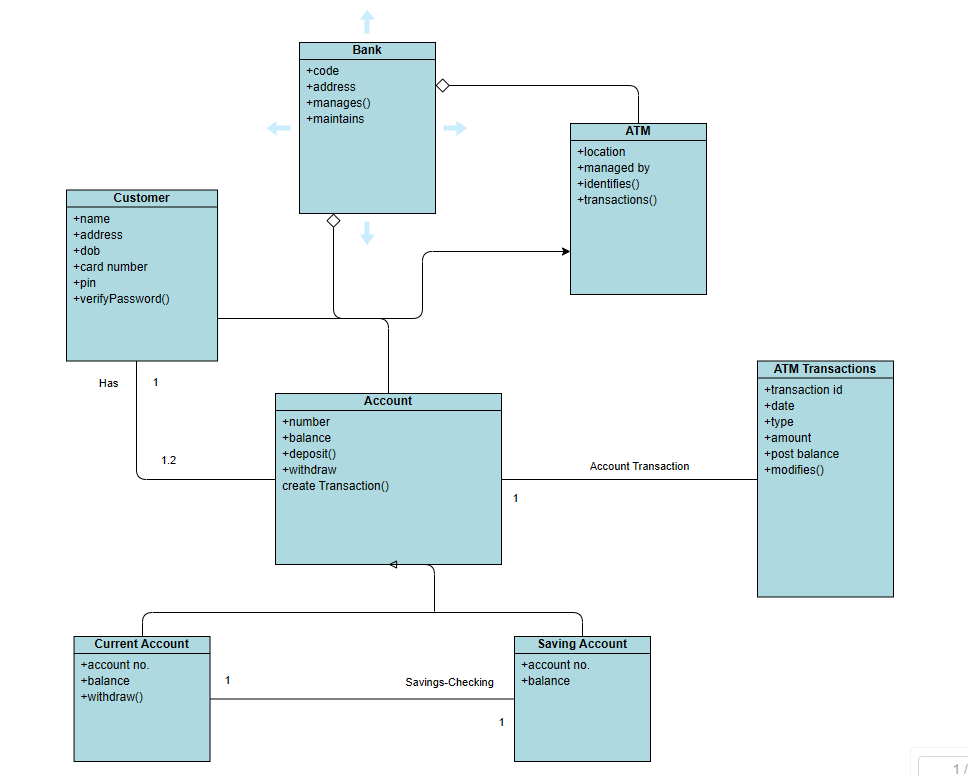 Bank
+code
+address
+manages()
+maintains
ATM
+location
+managed by
+identifies()
+transactions()
Customer
+name
+address
+dob
+card number
+pin
+verifyPassword()
Has
1
1.2
Account
+number
+balance
+deposit()
+withdraw
create Transaction()
Account Transaction
1
ATM Transactions
+transaction id
+date
+type
+amount
+post balance
+modifies()
Current Account
+account no.
+balance
+withdraw()
1
Savings-Checking
1
Saving Account
+account no.
+balance
1 /